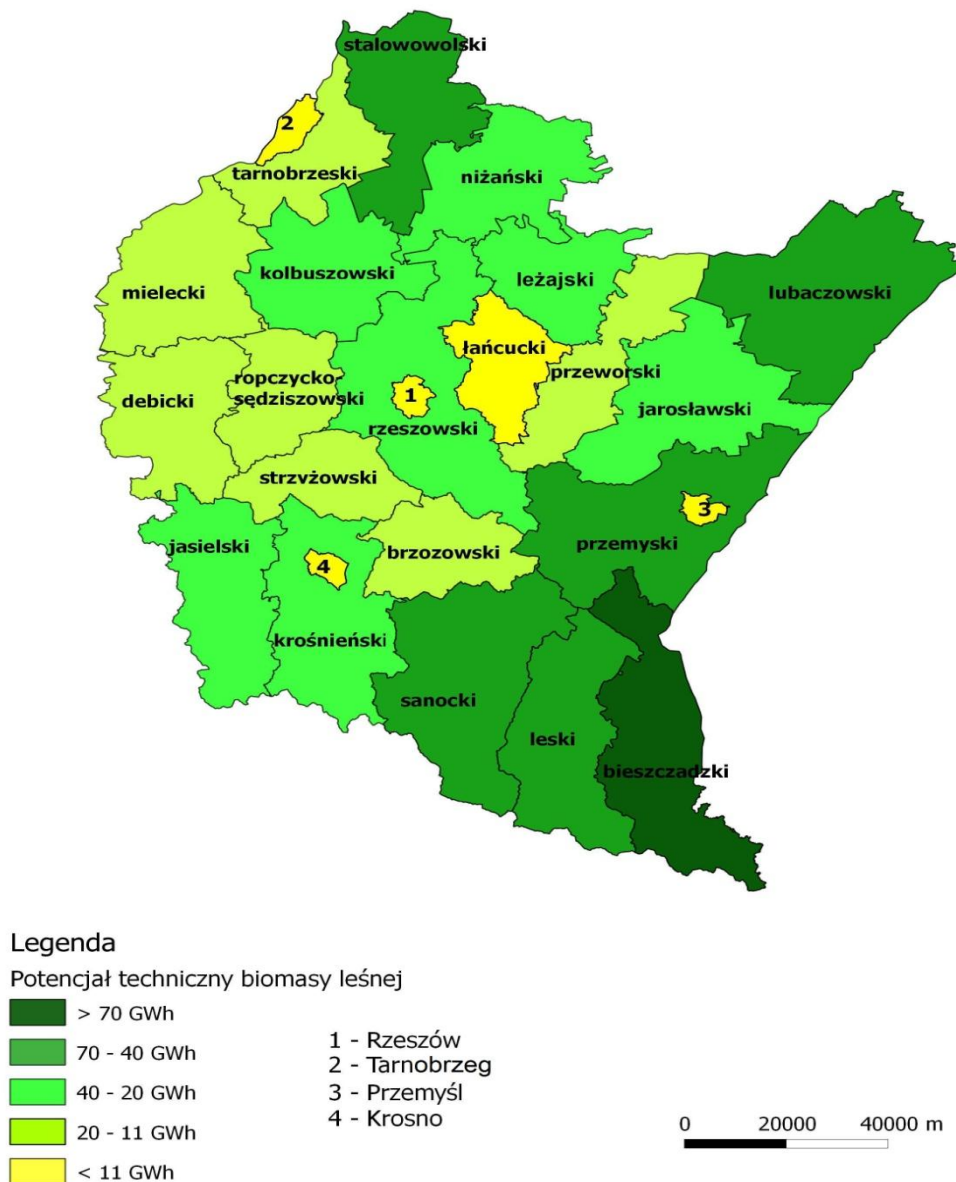 stalowowolski
2
tarnobrzeski
niżański
kolbuszowski
leżajski
mielecki
lubaczowski
łańcucki
ropczycko-
sędziszowski
debicki
1
przeworski
jarosławski
rzeszowski
strzvżowski
3
jasielski
brzozowski
przemyski
4
krośnieński
sanocki
leski
bieszczadzki
Legenda
Potencjał techniczny biomasy leśnej
> 70 GWh
70 - 40 GWh
40 - 20 GWh
20 - 11 GWh
< 11 GWh
1 - Rzeszów
2 - Tarnobrzeg
3 - Przemyśl
4 - Krosno
0 20000 40000 m